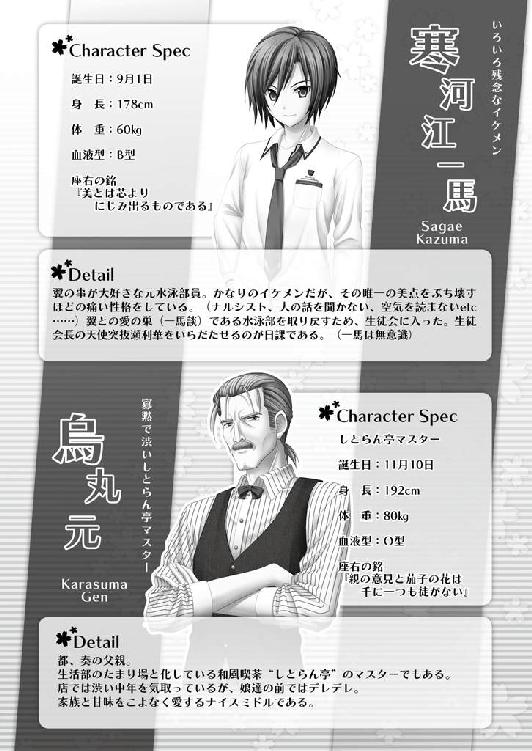 いろいろ残念なイケメン
寒河江一馬
Sagae
Kazuma
Character Spec
誕生日：9月1日
身　長：178cm
体　重：60kg
血液型：B型
座右の銘
『美とは芯より
にじみ出るものである』
Detail
翼の事が大好きな元水泳部員。かなりのイケメンだが、その唯一の美点をぶち壊す
ほどの痛い性格をしている。（ナルシスト、人の話を聞かない、空気を読まないetc
……）翼との愛の巣（一馬談）である水泳部を取り戻すため、生徒会に入った。生徒
会長の天使突抜瀬利華をいらだたせるのが日課である。（一馬は無意識）
寡黙で渋いしとらん亭マスター
烏丸元
Karasuma
Gen
Character Spec
しとらん亭マスター
誕生日：11月10日
身　長：192cm
体　重：80kg
血液型：O型
座右の銘
『親の意見と茄子の花は
千に一つも徒がない』
Detail
都、奏の父親。
生活部のたまり場と化している和風喫茶“しとらん亭”のマスターでもある。
店では渋い中年を気取っているが、娘達の前ではデレデレ。
家族と甘味をこよなく愛するナイスミドルである。